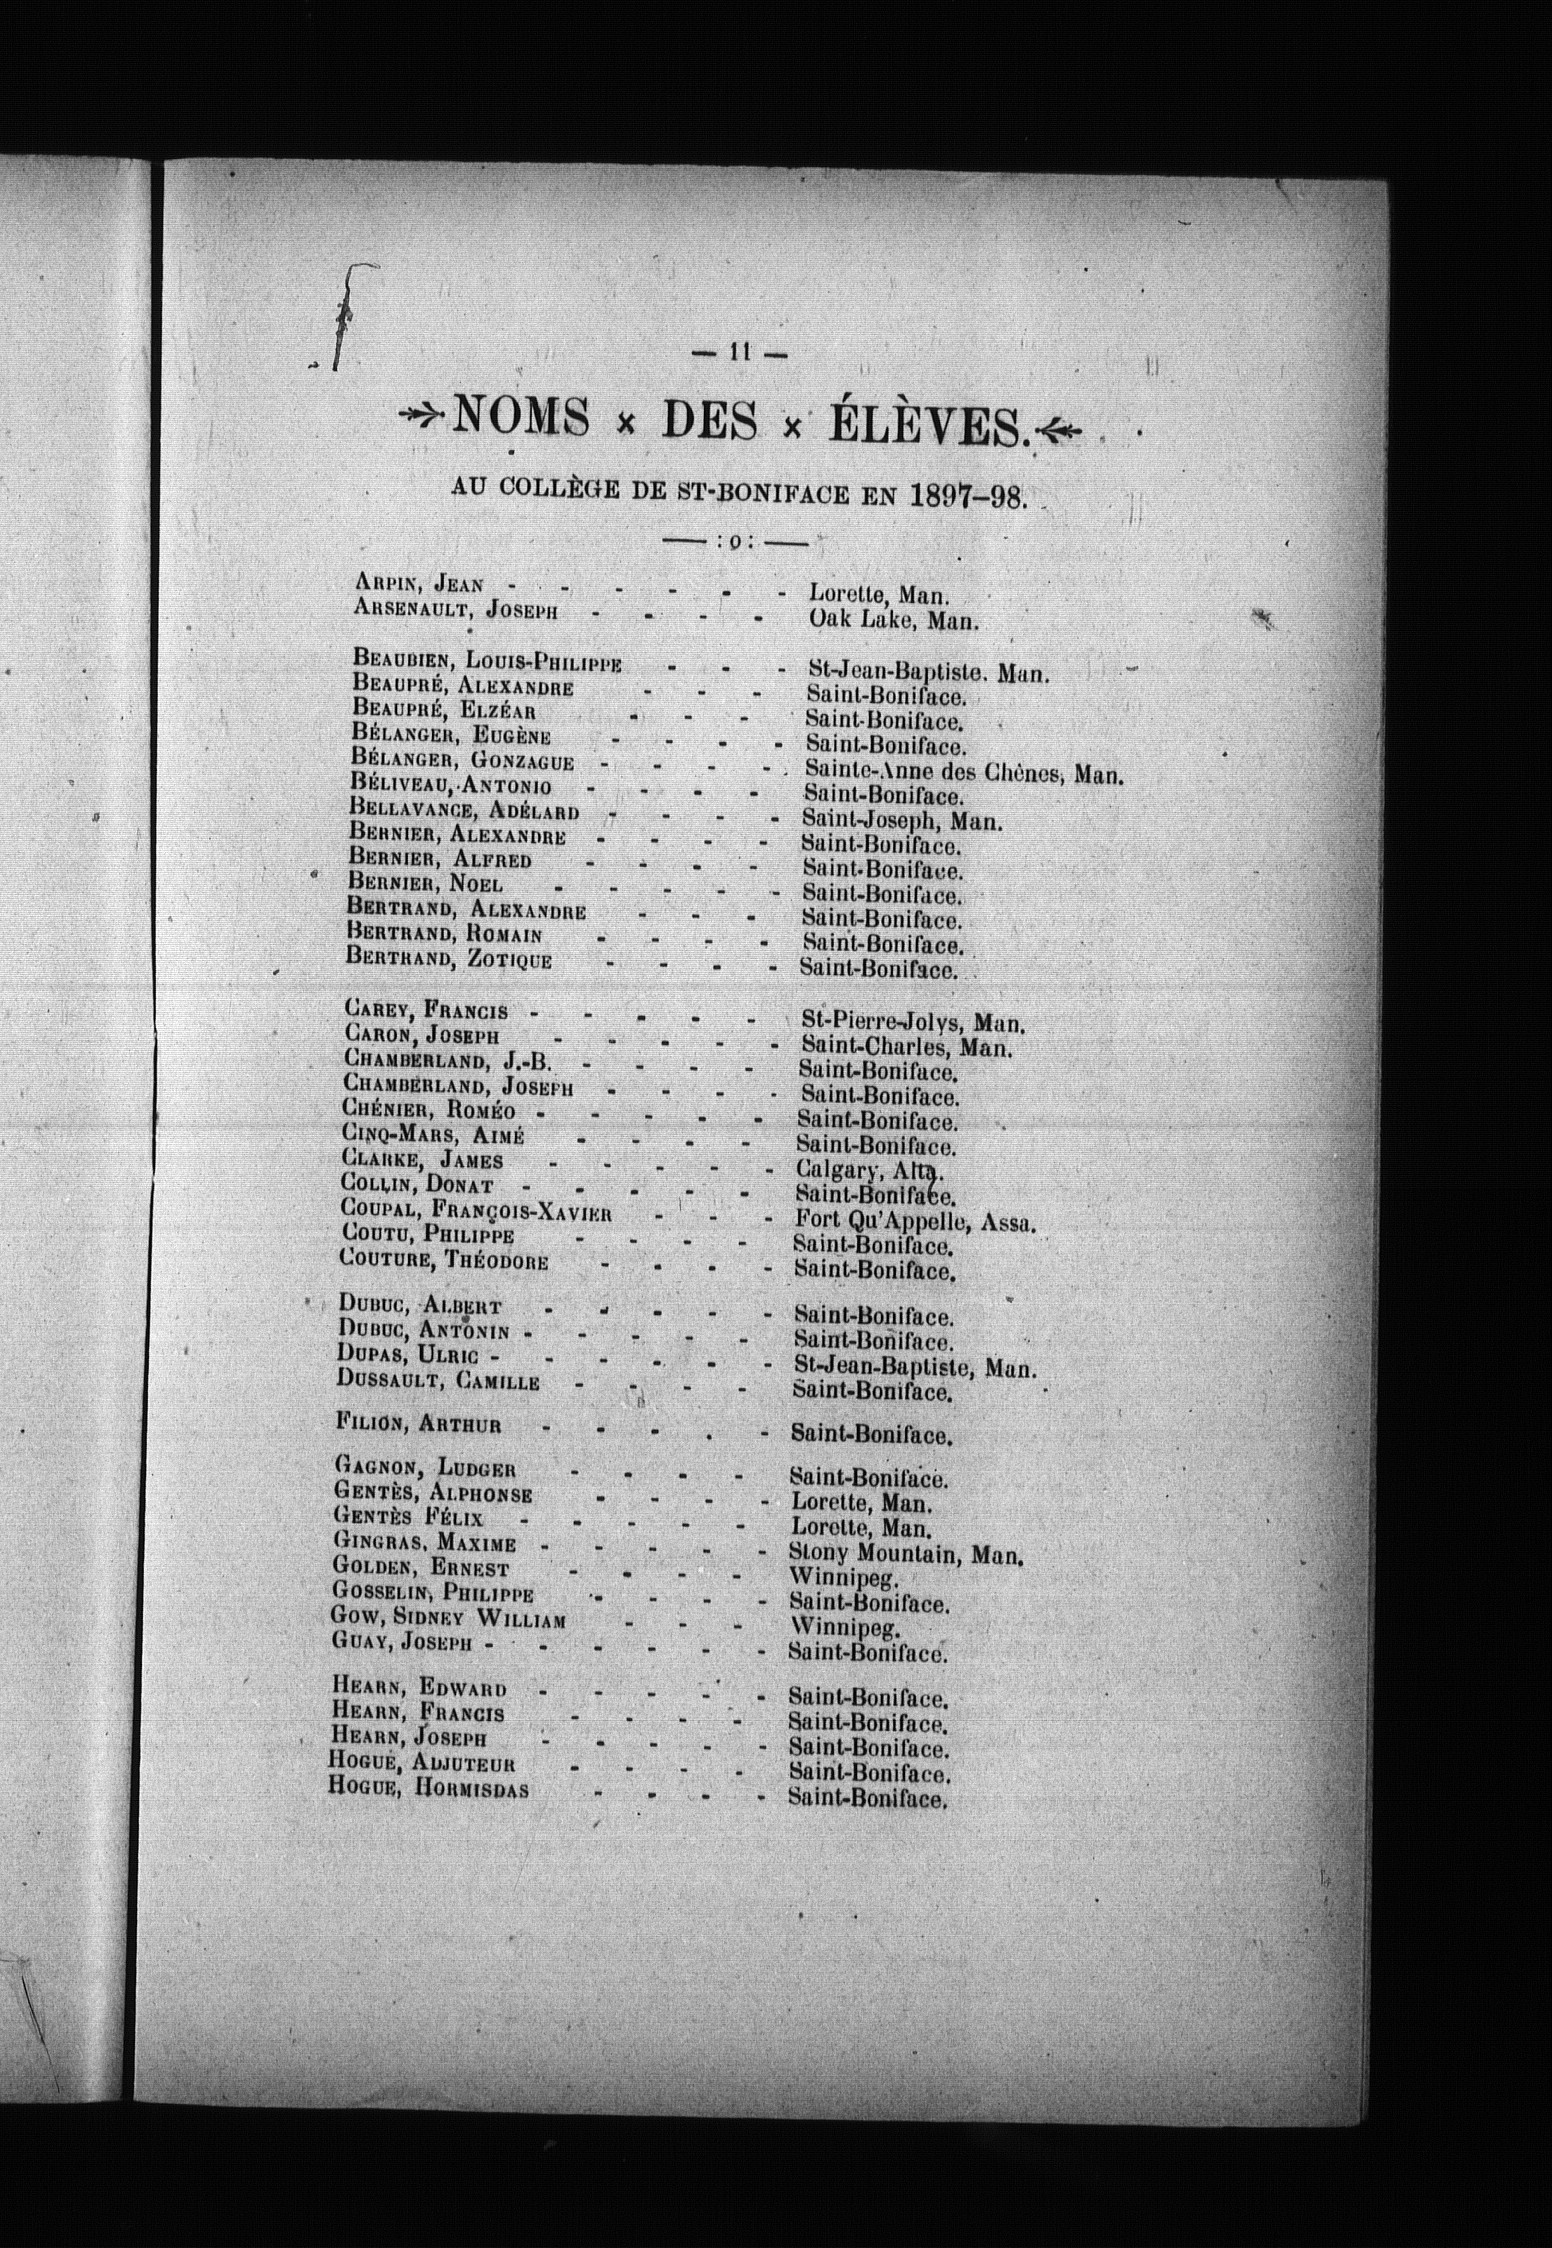 — 11 —
NOMS × DES × ÉLÈVES.
AU COLLÈGE DE ST-BONIFACE EN 1897–98.
—— : o : ——
ARPIN, JEAN - - - - - - Lorette, Man.
ARSENAULT, JOSEPH - - - - Oak Lake, Man.
BEAUBIEN, LOUIS-PHILIPPE - - - St-Jean-Baptiste. Man.
BEAUPRÉ, ALEXANDRE - - - Saint-Boniface.
BEAUPRÉ, ELZÉAR - - - Saint-Boniface.
BÉLANGER, EUGÈNE - - - - Saint-Boniface.
BÉLANGER, GONZAGUE - - - - Sainte-Anne des Chênes, Man.
BÉLIVEAU, ANTONIO - - - - Saint-Boniface.
BELLAVANCE, ADÉLARD - - - - Saint-Joseph, Man.
BERNIER, ALEXANDRE - - - - Saint-Boniface.
BERNIER, ALFRED - - - - Saint-Boniface.
BERNIER, NOEL - - - - - Saint-Boniface.
BERTRAND, ALEXANDRE - - - Saint-Boniface.
BERTRAND, ROMAIN - - - - Saint-Boniface.
BERTRAND, ZOTIQUE - - - - Saint-Boniface.
CAREY, FRANCIS - - - - - St-Pierre-Jolys, Man.
CARON, JOSEPH - - - - - Saint-Charles, Man.
CHAMBERLAND, J.-B. - - - - Saint-Boniface.
CHAMBERLAND, JOSEPH - - - - Saint-Boniface.
CHÉNIER, ROMÉO - - - - - Saint-Boniface.
CINQ-MARS, AIMÉ - - - - Saint-Boniface.
CLARKE, JAMES - - - - - Calgary, Alta.
COLLIN, DONAT - - - - - Saint-Boniface.
COUPAL, FRANÇOIS-XAVIER - - - Fort Qu'Appelle, Assa.
COUTU, PHILIPPE - - - - Saint-Boniface.
COUTURE, THÉODORE - - - - Saint-Boniface.
DUBUC, ALBERT - - - - - Saint-Boniface.
DUBUC, ANTONIN - - - - - Saint-Boniface.
DUPAS, ULRIC - - - - - - St-Jean-Baptiste, Man.
DUSSAULT, CAMILLE - - - - Saint-Boniface.
FILION, ARTHUR - - - - - Saint-Boniface.
GAGNON, LUDGER - - - - Saint-Boniface.
GENTÈS, ALPHONSE - - - - Lorette, Man.
GENTÈS FÉLIX - - - - - Lorette, Man.
GINGRAS, MAXIME - - - - - Stony Mountain, Man.
GOLDEN, ERNEST - - - - Winnipeg.
GOSSELIN, PHILIPPE - - - - Saint-Boniface.
GOW, SIDNEY WILLIAM - - - Winnipeg.
GUAY, JOSEPH - - - - - - Saint-Boniface.
HEARN, EDWARD - - - - - Saint-Boniface.
HEARN, FRANCIS - - - - Saint-Boniface.
HEARN, JOSEPH - - - - - Saint-Boniface.
HOGUE, ADJUTEUR - - - - Saint-Boniface.
HOGUE, HORMISDAS - - - - Saint-Boniface.